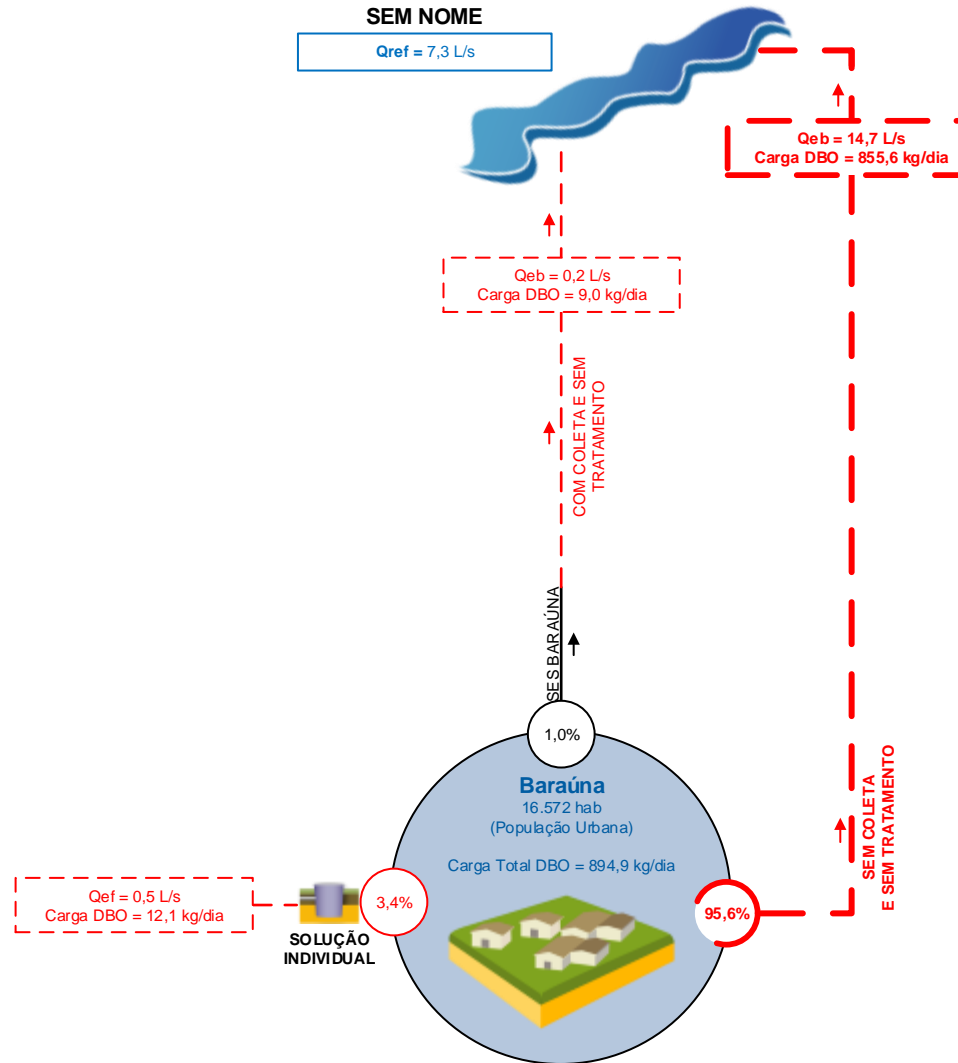 SEM NOME
Qref = 7,3 L/s
Qeb = 14,7 L/s
Carga DBO = 855,6 kg/dia
Qeb = 0,2 L/s
Carga DBO = 9,0 kg/dia
COM COLETA E SEM
TRATAMENTO
SES BARAÚNA
1,0%
Baraúna
16.572 hab
(População Urbana)
Carga Total DBO = 894,9 kg/dia
SEM COLETA
E SEM TRATAMENTO
Qef = 0,5 L/s
Carga DBO = 12,1 kg/dia
3,4%
95,6%
SOLUÇÃO
INDIVIDUAL